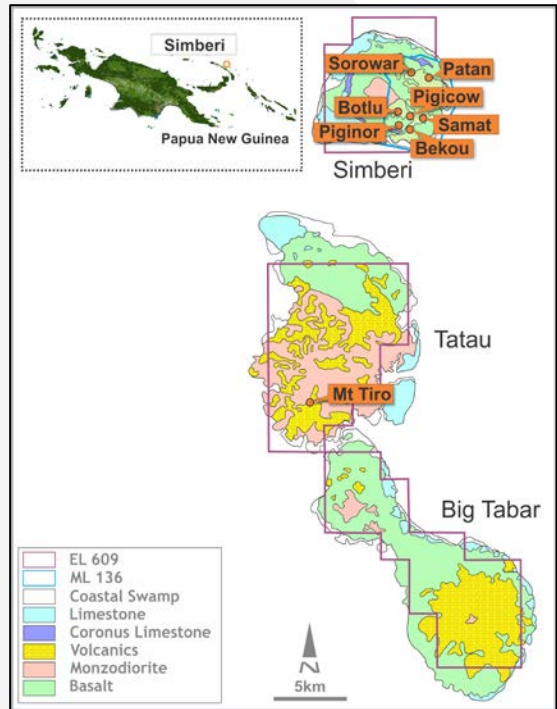 Simberi
Papua New Guinea
Sorowar
Patan
Pigicow
Botlu
Samat
Piginor
Bekou
Simberi
Tatau
Mt Tiro
Big Tabar
EL 609
ML 136
Coastal Swamp
Limestone
Coronus Limestone
Volcanics
Monzodiorite
Basalt
N
5km